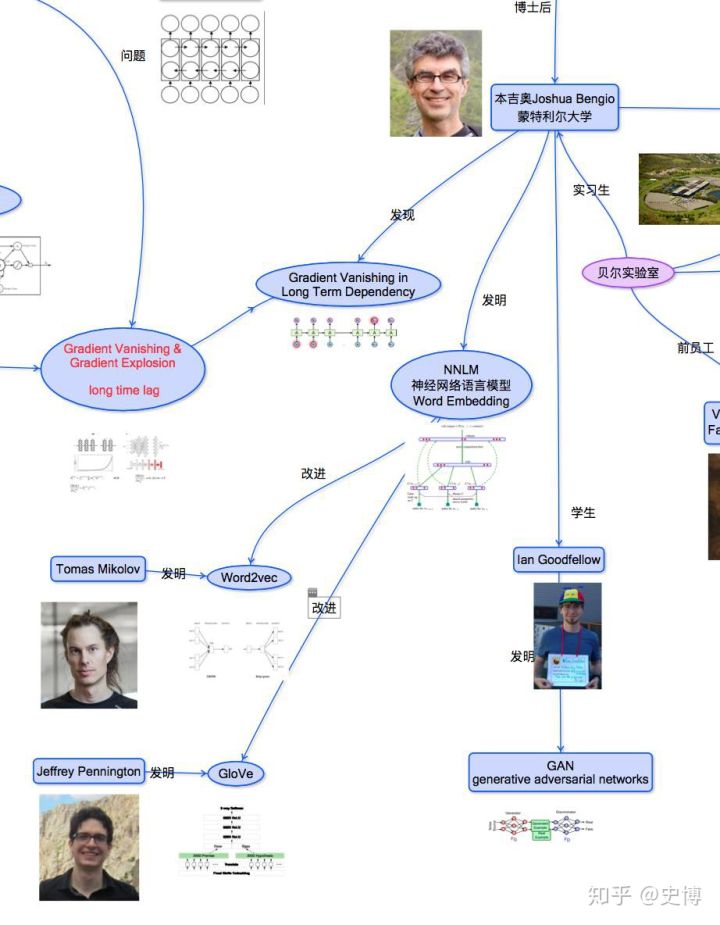 博士后
问题
本吉奥Joshua Bengio
蒙特利尔大学
实习生
发现
贝尔实验室
Gradient Vanishing in
Long Term Dependency
发明
前员工
Gradient Vanishing &
Gradient Explosion
long time lag
NNLM
神经网络语言模型
Word Embedding
V
Fa
改进
学生
Ian Goodfellow
Tomas Mikolov
发明
Word2vec
改进
发明
GAN
generative adversarial networks
Jeffrey Pennington
发明
GloVe
知乎 @史博